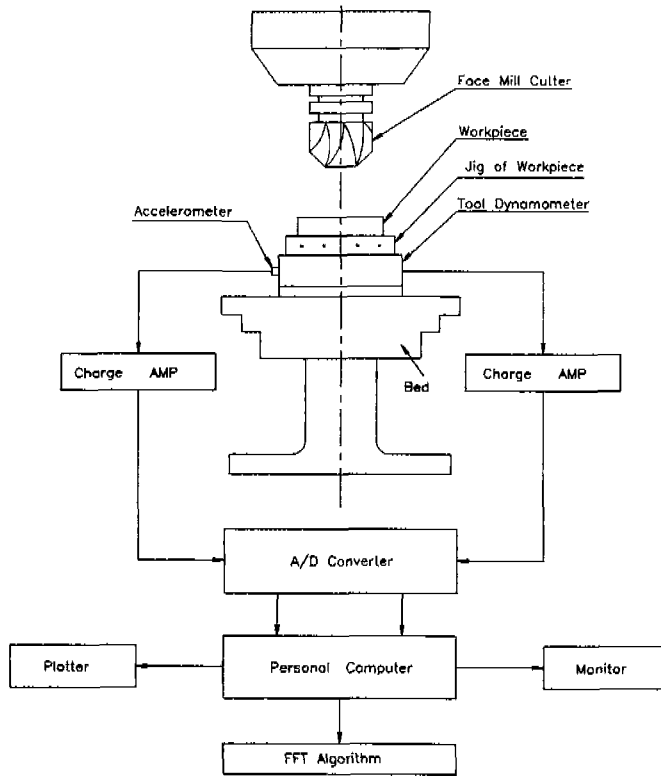 Face Mill Culter
Workpiece
Jig of Workpiece
Accelerometer
Tool Dynamometer
Charge AMP
Bed
Charge AMP
A/D Converler
Plotter
Personal Computer
Monitor
FFT Algorithm